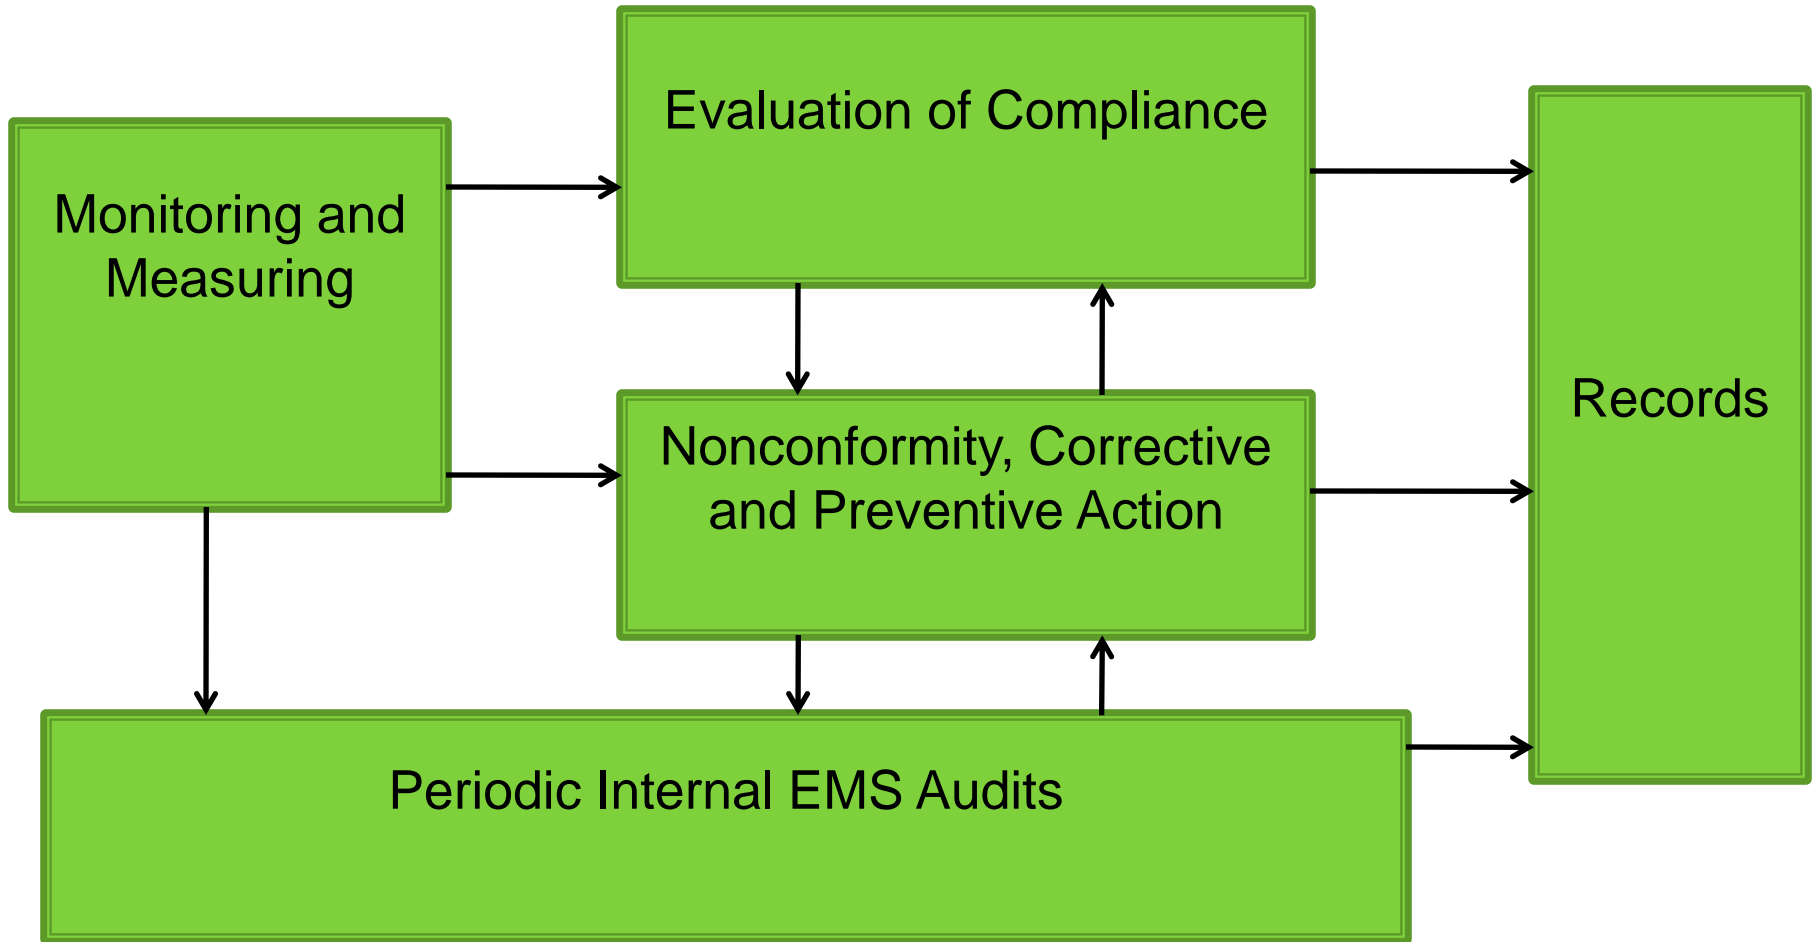 Evaluation of Compliance
Monitoring and
Measuring
Records
Nonconformity, Corrective
and Preventive Action
Periodic Internal EMS Audits